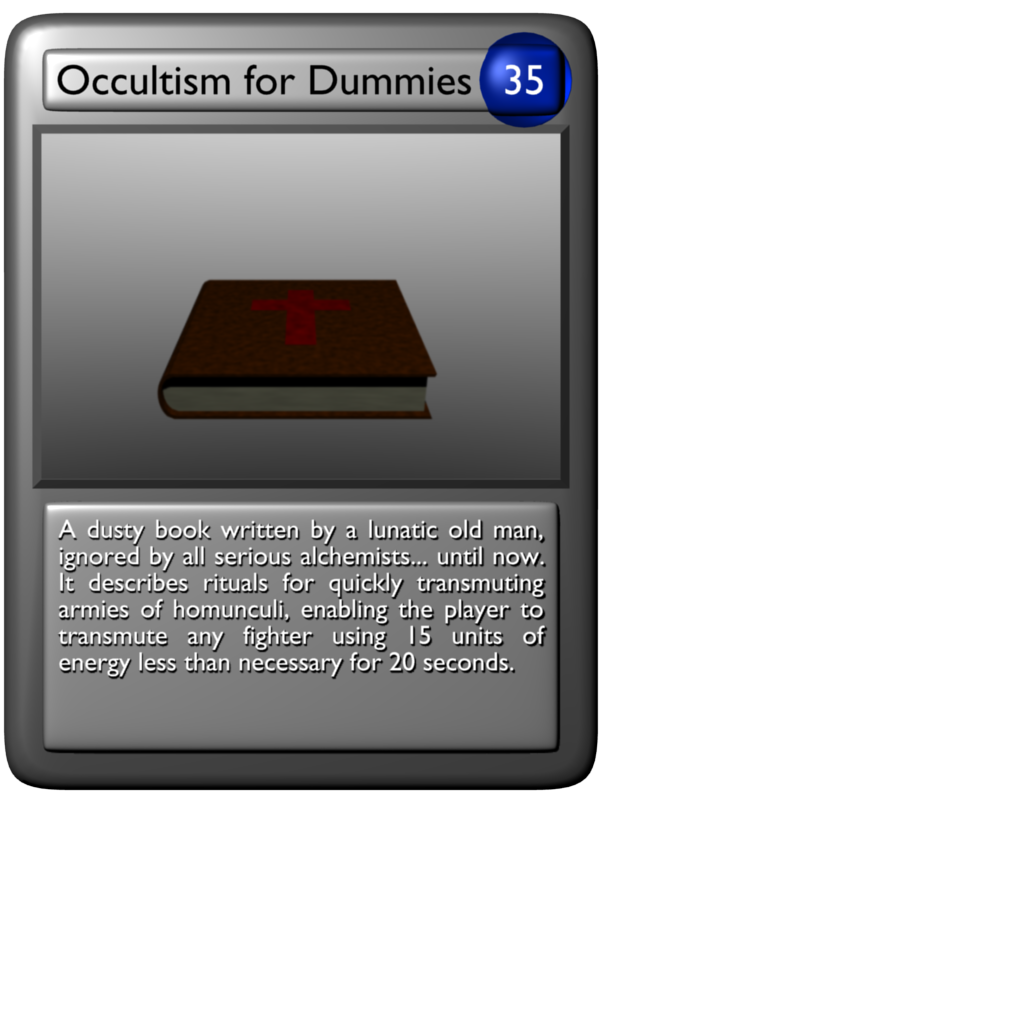 Occultism for Dummies
35
A dusty book written by a lunatic old man,
ignored by all serious alchemists... until now.
It describes rituals for quickly transmuting
armies of homunculi, enabling the player to
transmute any fighter using 15 units of
energy less than necessary for 20 seconds.